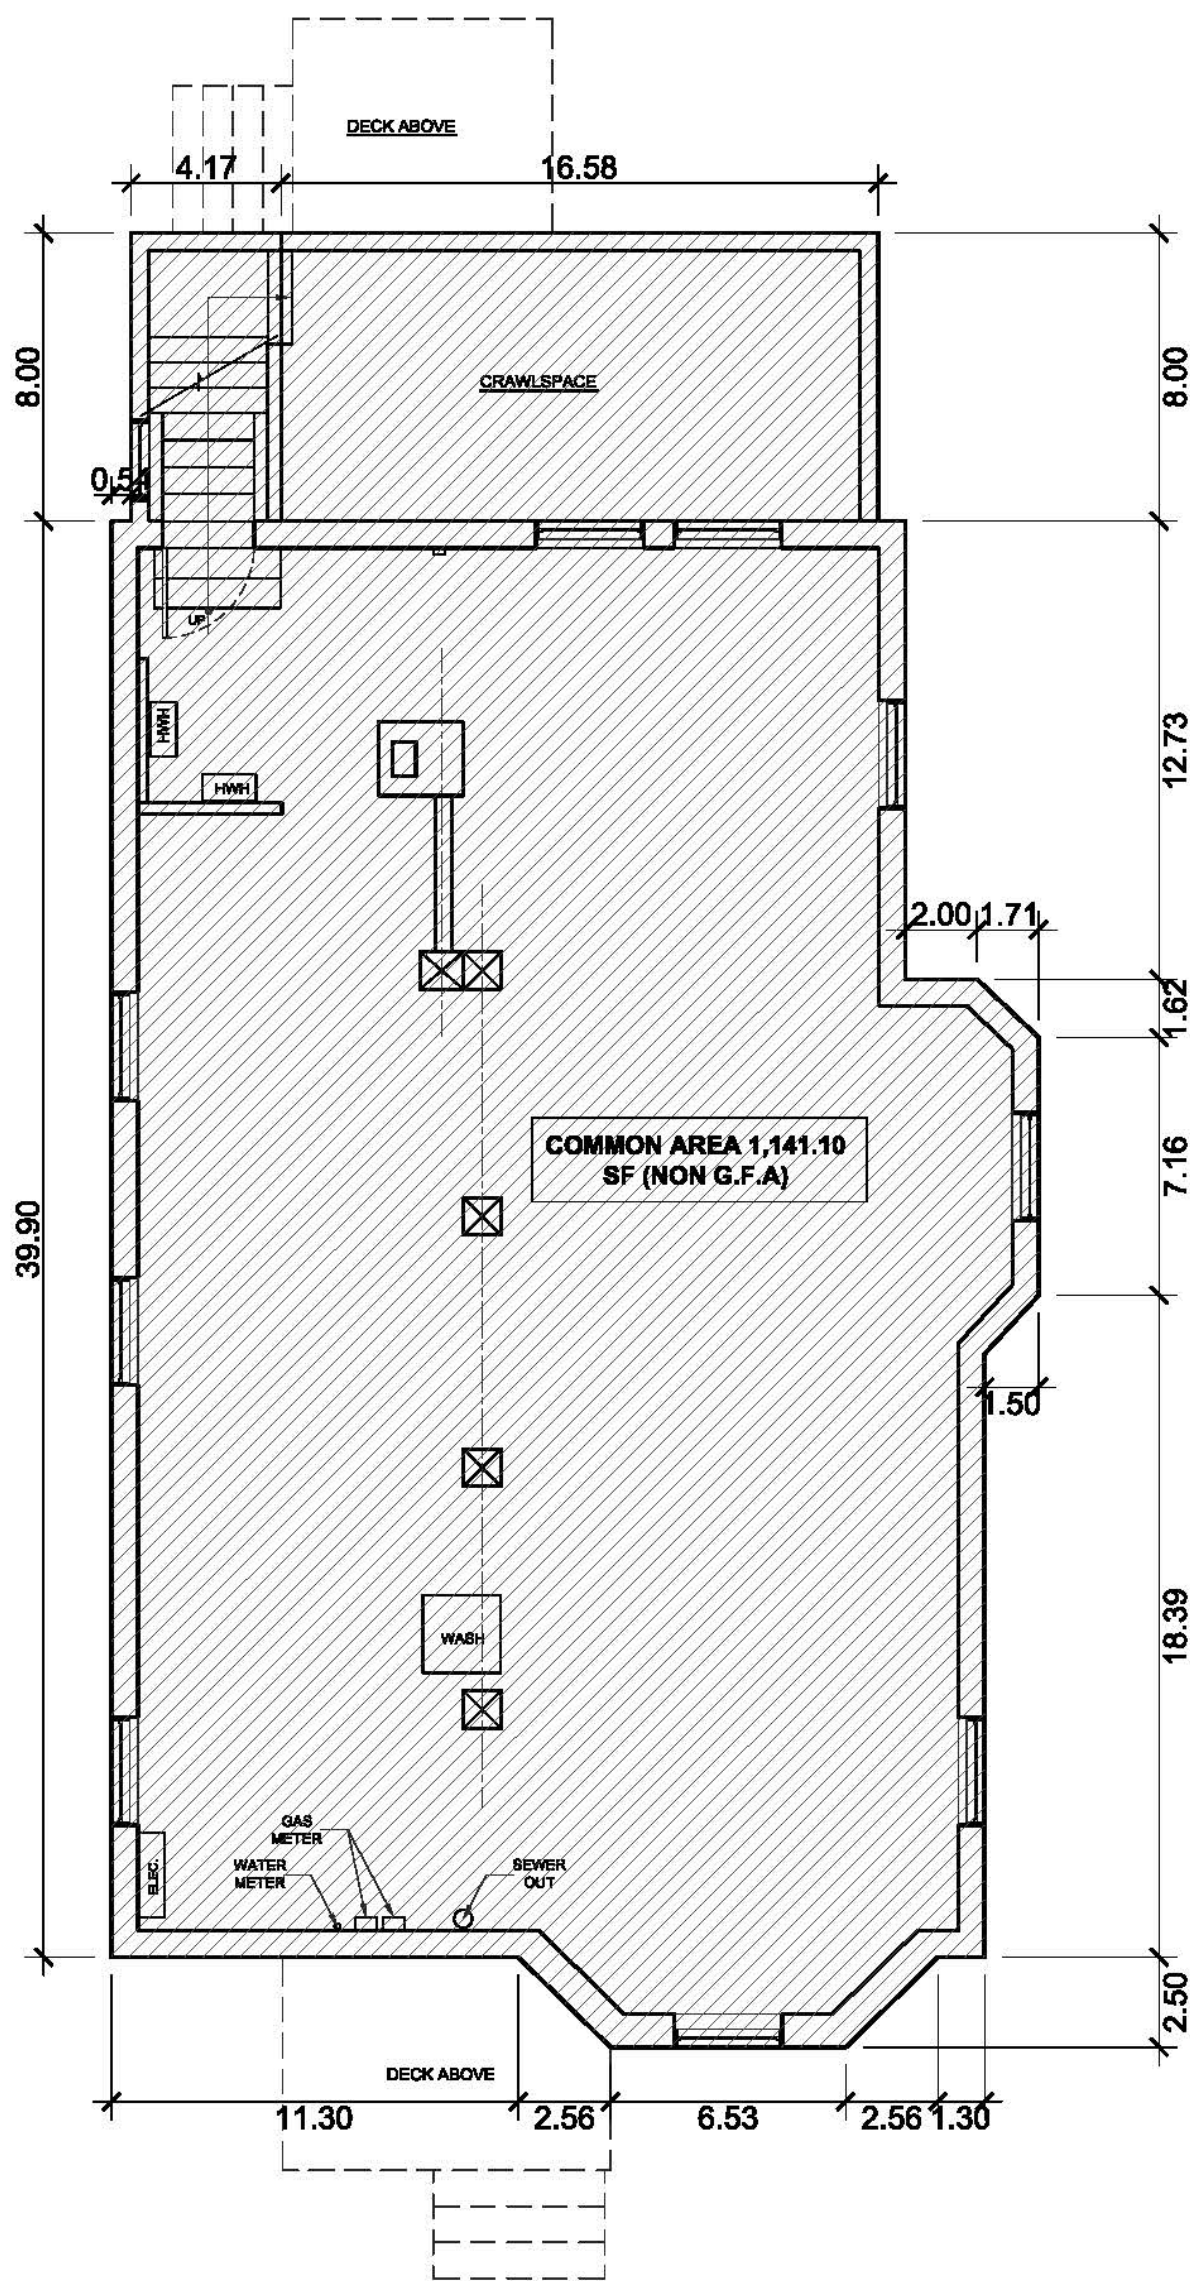 DECK ABOVE
4.17
16.58
8.00
8.00
CRAWLSPACE
0.54
UP
HWH
HWH
12.73
2.00
1.71
1.62
COMMON AREA 1,141.10
SF (NON G.F.A)
7.16
39.90
1.50
18.39
WASH
GAS
METER
WATER
METER
SEWER
OUT
ELEC.
2.50
DECK ABOVE
11.30
2.56
6.53
2.56
1.30